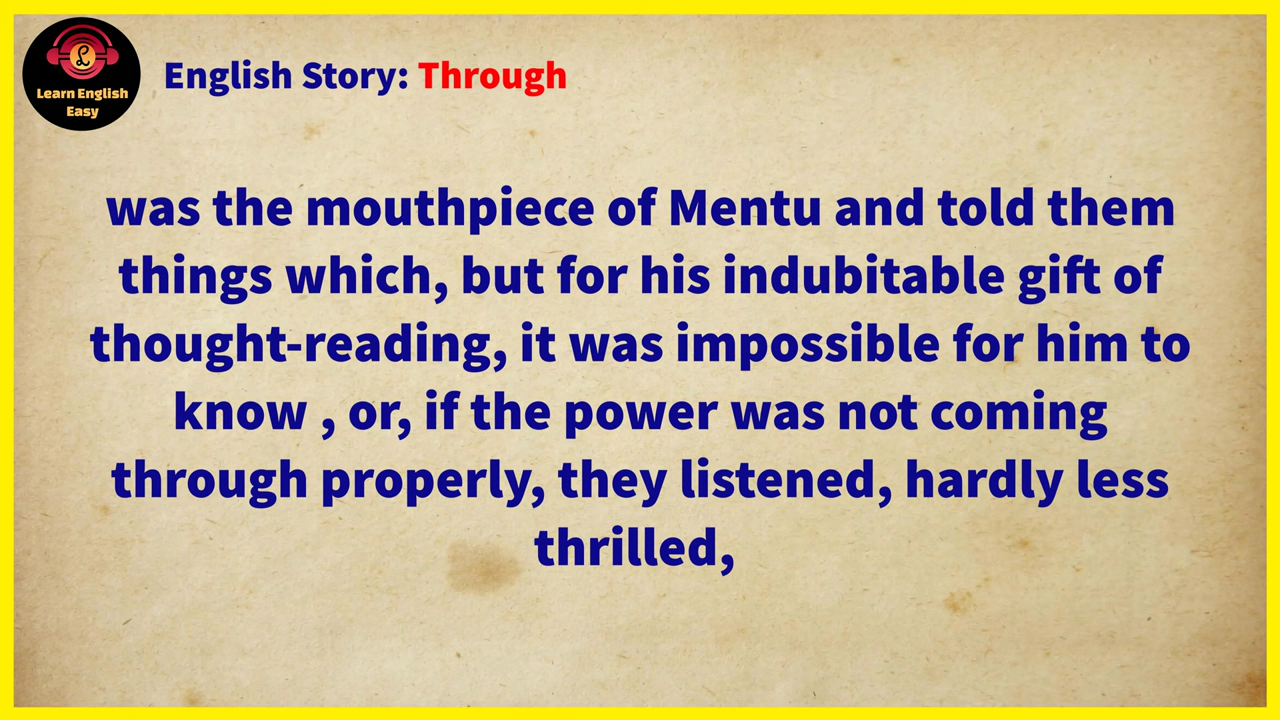 Learn English
Easy
English Story: Through
was the mouthpiece of Mentu and told them
things which, but for his indubitable gift of
thought-reading, it was impossible for him to
know , or, if the power was not coming
through properly, they listened, hardly less
thrilled,